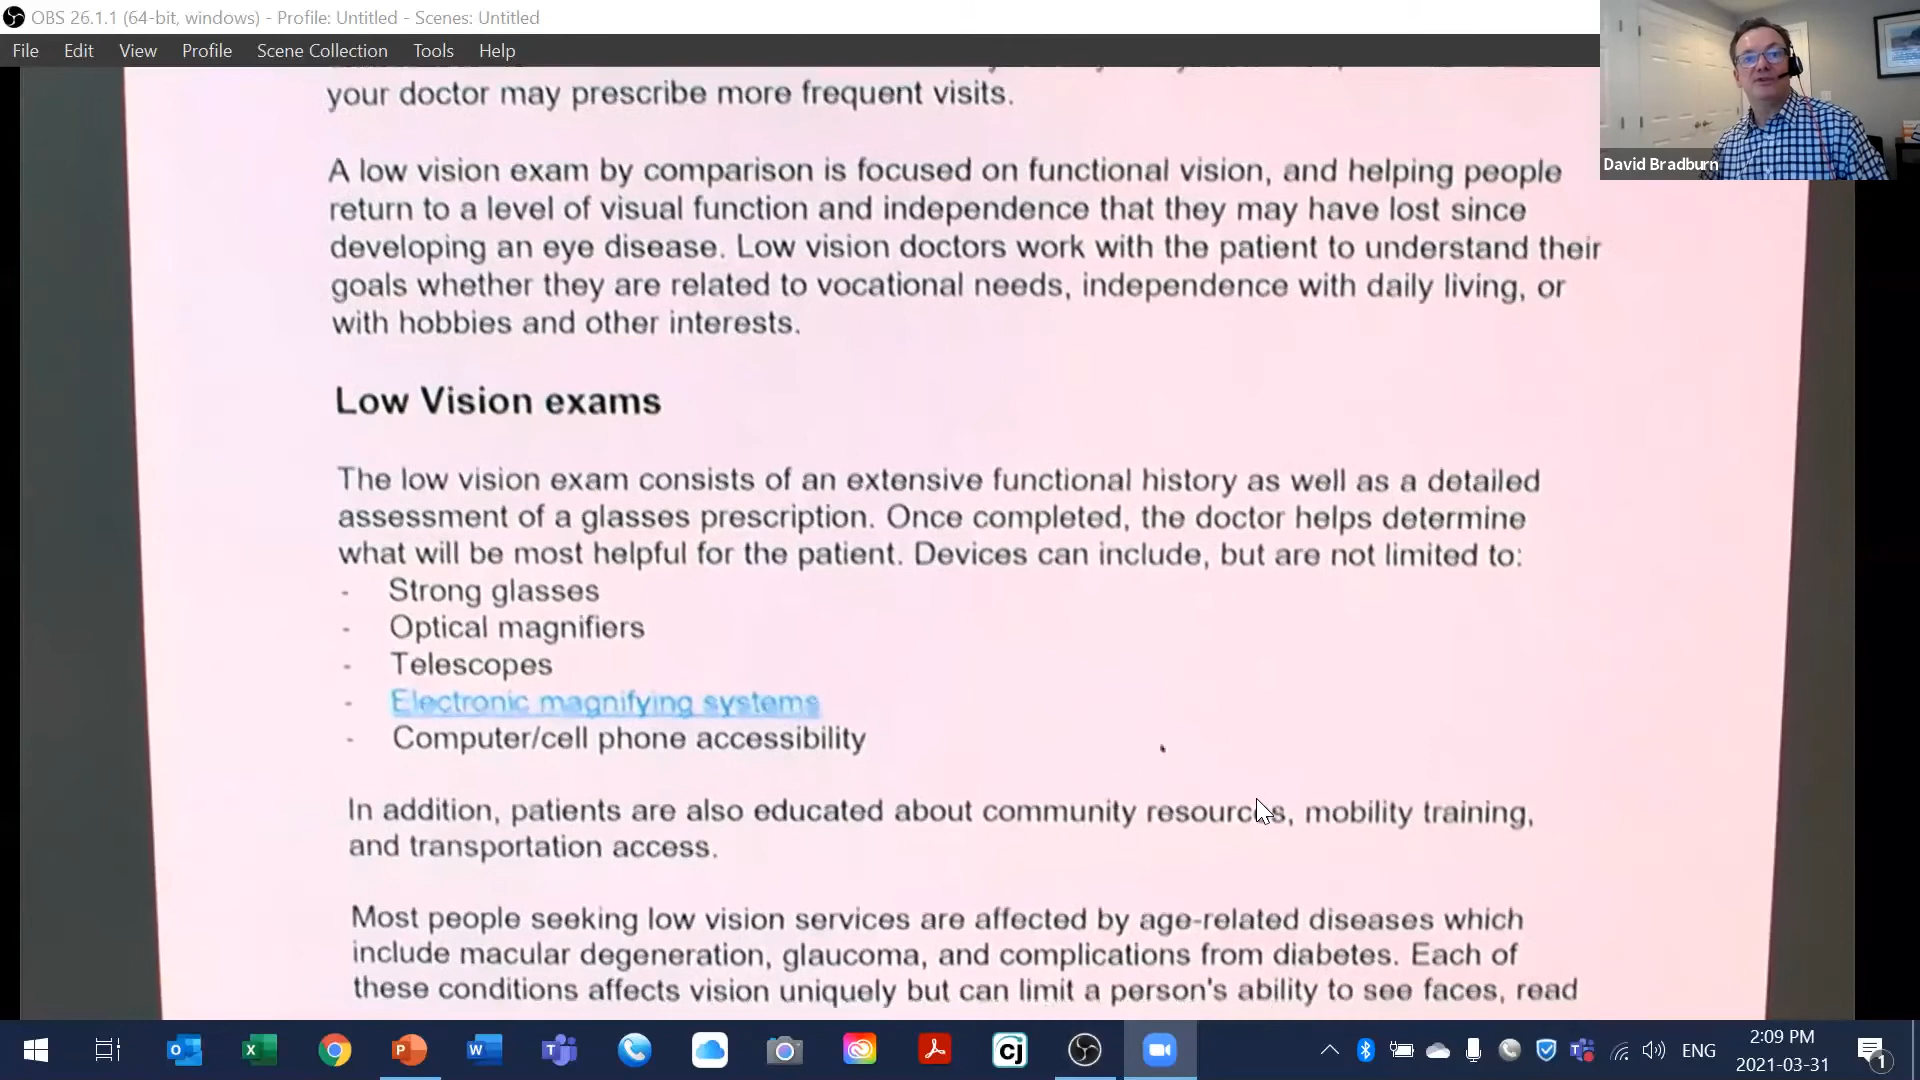 OBS 26.1.1 (64-bit, windows) - Profile: Untitled - Scenes: Untitled
File Edit View Profile Scene Collection Tools Help
your doctor may prescribe more frequent visits.
David Bradburn
A low vision exam by comparison is focused on functional vision, and helping people
return to a level of visual function and independence that they may have lost since
developing an eye disease. Low vision doctors work with the patient to understand their
goals whether they are related to vocational needs, independence with daily living, or
with hobbies and other interests.
Low Vision exams
The low vision exam consists of an extensive functional history as well as a detailed
assessment of a glasses prescription. Once completed, the doctor helps determine
what will be most helpful for the patient. Devices can include, but are not limited to:
- Strong glasses
- Optical magnifiers
- Telescopes
- Electronic magnifying systems
- Computer/cell phone accessibility
In addition, patients are also educated about community resources, mobility training,
and transportation access.
Most people seeking low vision services are affected by age-related diseases which
include macular degeneration, glaucoma, and complications from diabetes. Each of
these conditions affects vision uniquely but can limit a person's ability to see faces, read
ENG
2:09 PM
2021-03-31
1